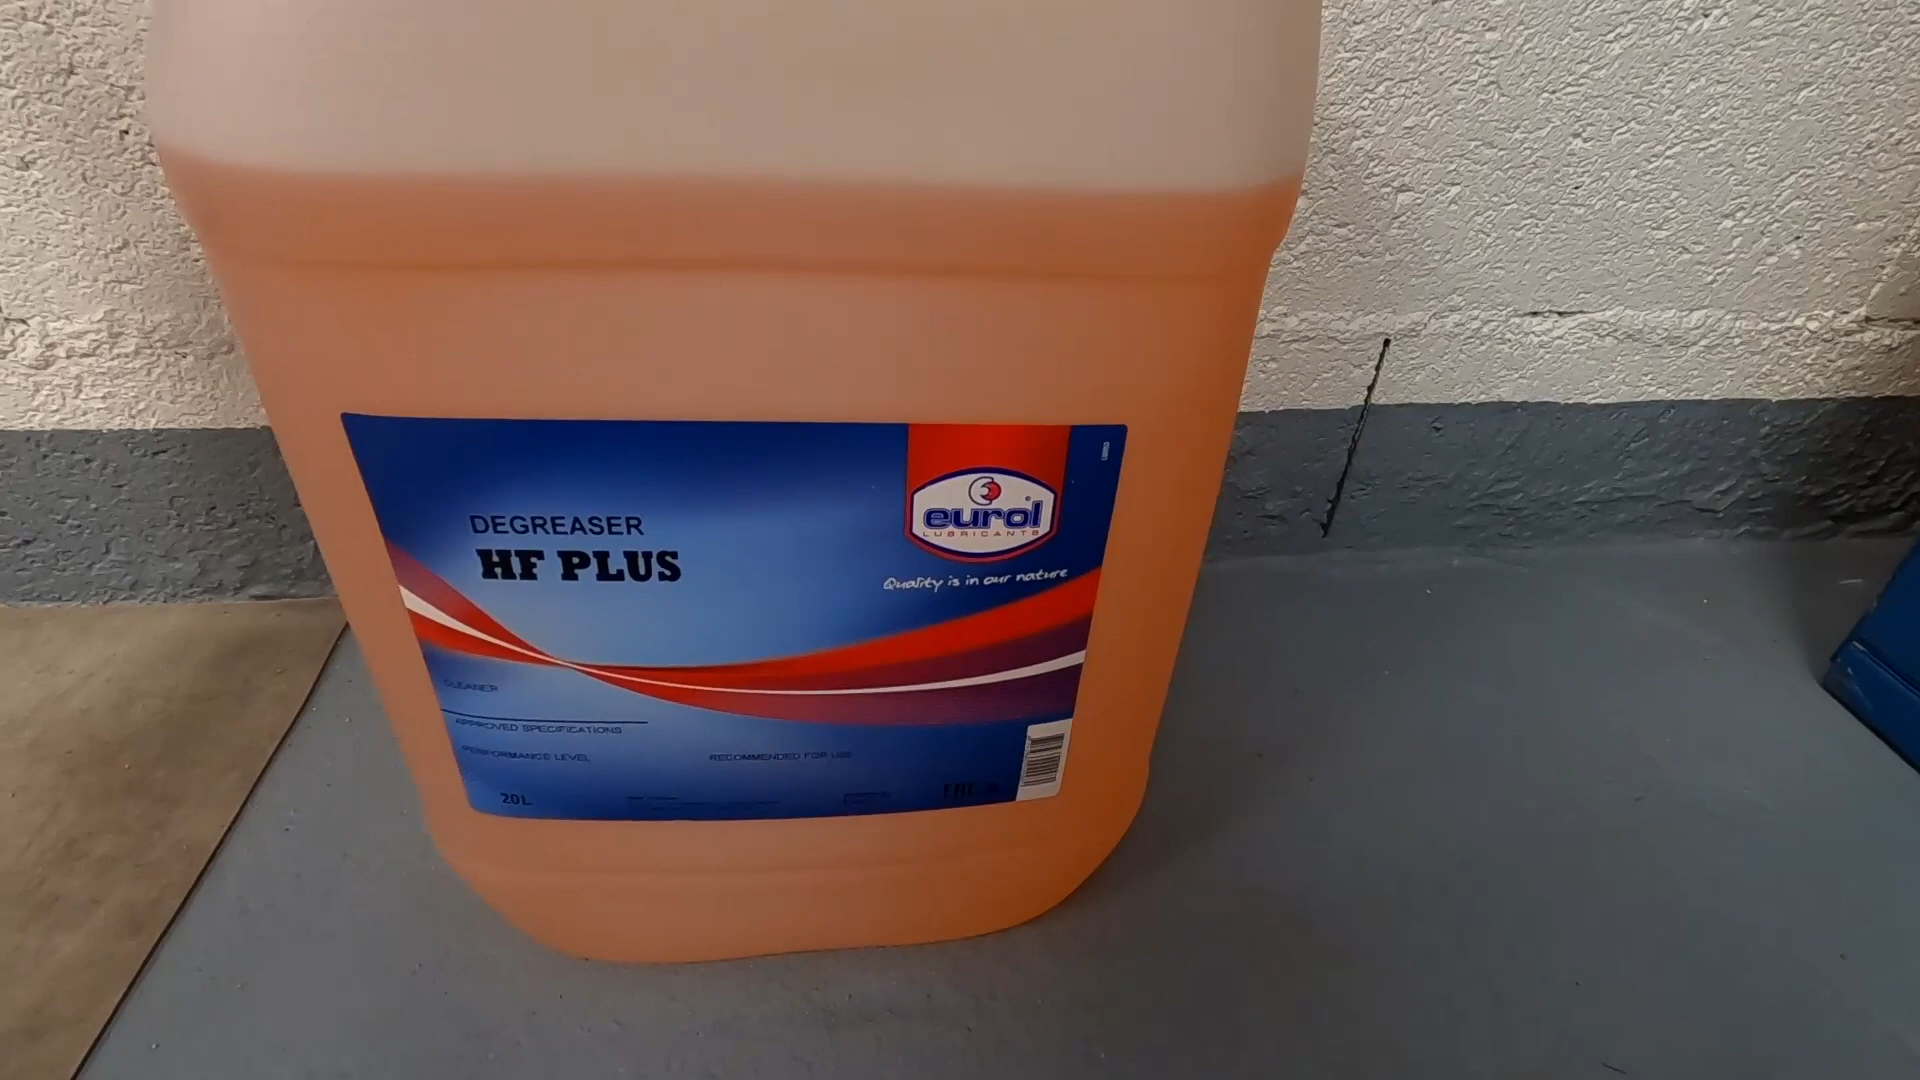 DEGREASER
HF PLUS
eurol
LUBRICANTS
Quality is in our nature
CLEANER
APPROVED SPECIFICATIONS
PERFORMANCE LEVEL
RECOMMENDED FOR USE
20L
EAC